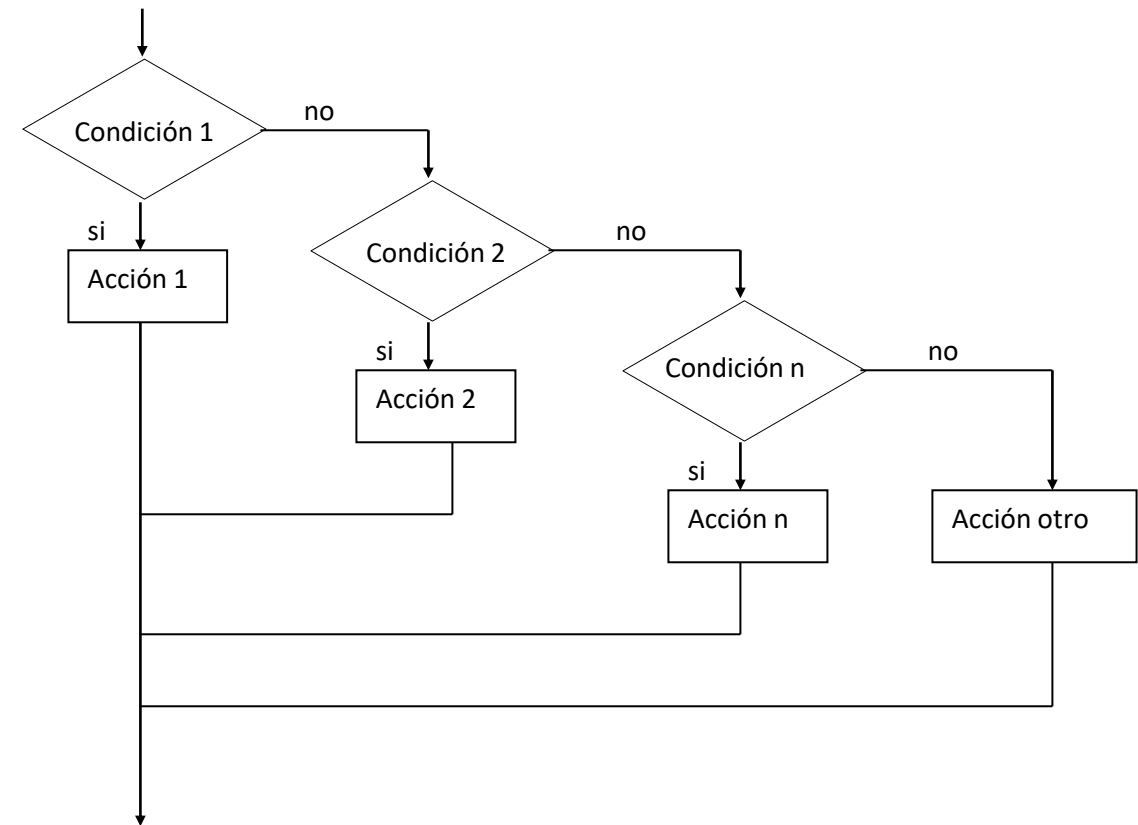 Condición 1
no
si
Acción 1
Condición 2
no
si
Acción 2
Condición n
no
si
Acción n
Acción otro